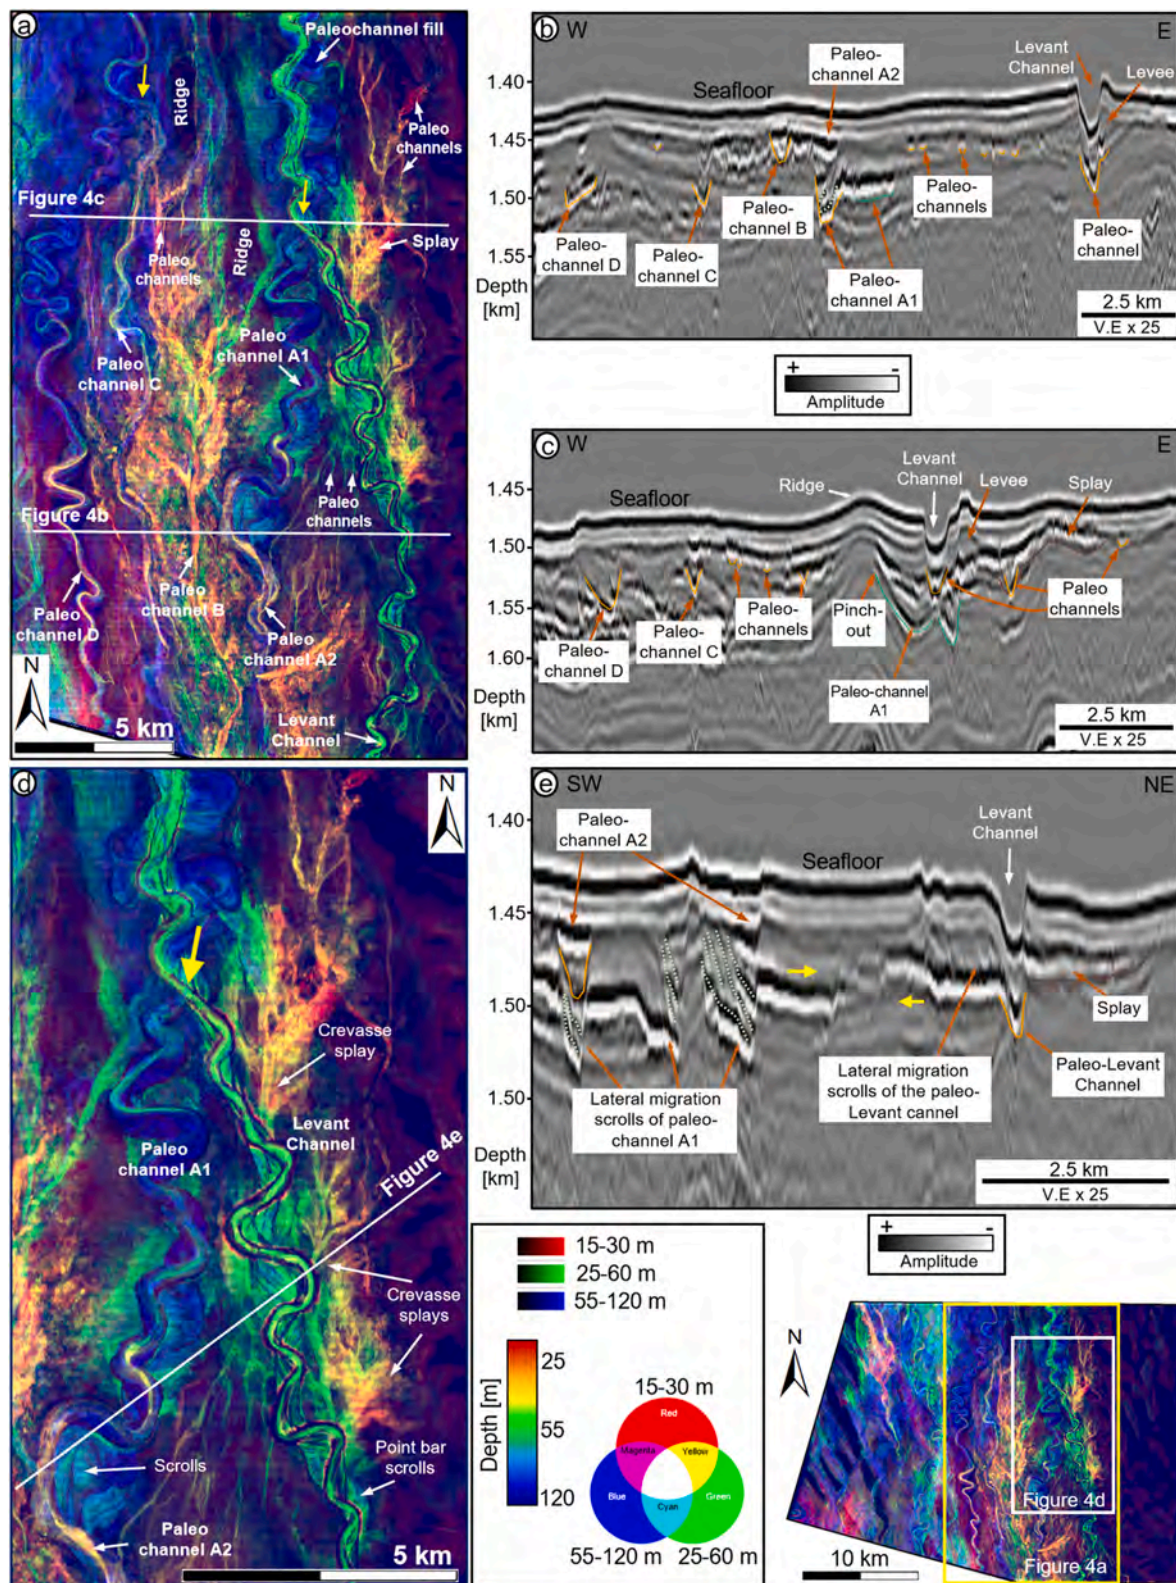 a
Paleochannel fill
Ridge
Paleo
channels
Figure 4c
Ridge
Splay
Paleo
channels
Paleo
channel A1
Paleo
channel C
Paleo
channels
Figure 4b
Paleo
channel B
Paleo
channel D
Paleo
channel A2
N
5 km
Levant
Channel
b W
E
Paleo-
channel A2
Levant
Channel
Levee
1.40
Seafloor
1.45
1.50
1.55
Paleo-
channel D
Paleo-
channel C
Paleo-
channel B
Paleo-
channels
Paleo-
channel
Paleo-
channel A1
Depth
[km]
2.5 km
V.E x 25
+ -
Amplitude
c W
E
1.45
Seafloor
Ridge
Levant
Channel
Levee
Splay
1.50
1.55
1.60
Paleo-
channel D
Paleo-
channel C
Paleo-
channels
Pinch-
out
Paleo
channels
Paleo-channel
A1
Depth
[km]
2.5 km
V.E x 25
d
N
Crevasse
splay
Levant
Channel
Paleo
channel A1
Figure 4e
Crevasse
splays
Scrolls
Point bar
scrolls
Paleo
channel A2
5 km
e SW
NE
1.40
Paleo-
channel A2
Seafloor
Levant
Channel
1.45
1.50
1.50
Splay
Lateral migration
scrolls of paleo-
channel A1
Lateral migration
scrolls of the paleo-
Levant cannel
Paleo-Levant
Channel
Depth
[km]
2.5 km
V.E x 25
15-30 m
25-60 m
55-120 m
Depth [m]
25
55
120
15-30 m
Red
Magenta
Yellow
Blue
Cyan
Green
55-120 m
25-60 m
+ -
Amplitude
N
Figure 4d
Figure 4a
10 km